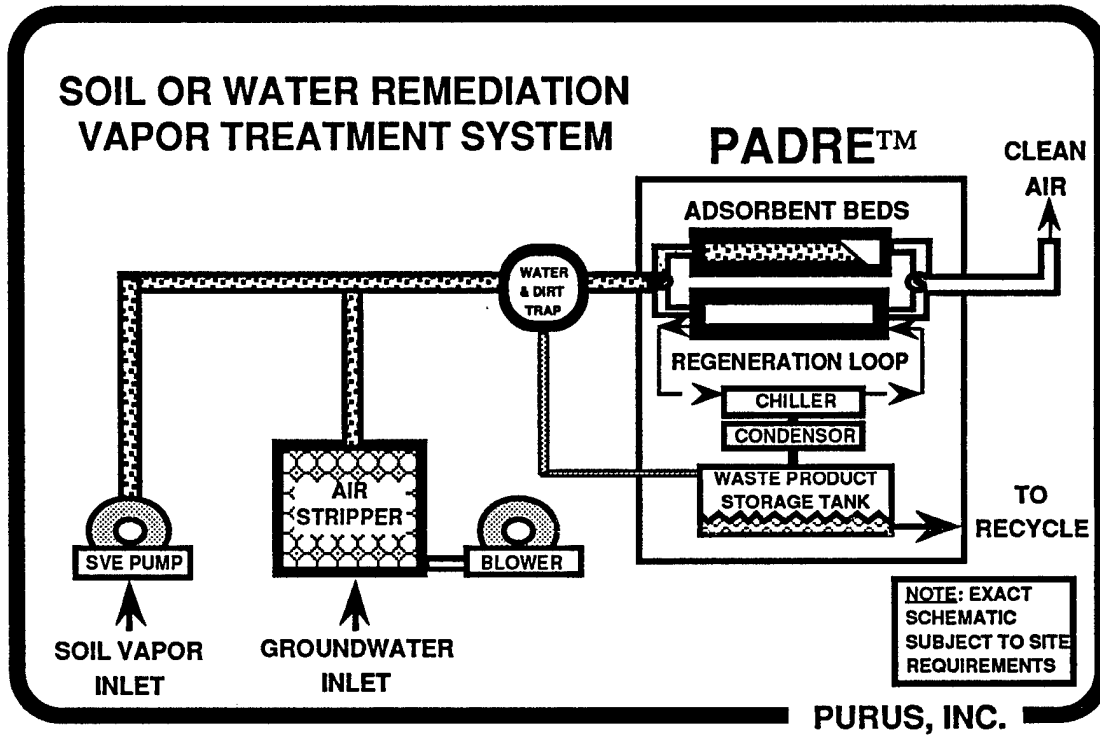 SOIL OR WATER REMEDIATION
VAPOR TREATMENT SYSTEM
PADRE™
CLEAN
AIR
ADSORBENT BEDS
WATER
& DIRT
TRAP
REGENERATION LOOP
CHILLER
CONDENSOR
WASTE PRODUCT
STORAGE TANK
TO
RECYCLE
AIR
STRIPPER
SVE PUMP
BLOWER
SOIL VAPOR
INLET
GROUNDWATER
INLET
NOTE: EXACT
SCHEMATIC
SUBJECT TO SITE
REQUIREMENTS
PURUS, INC.